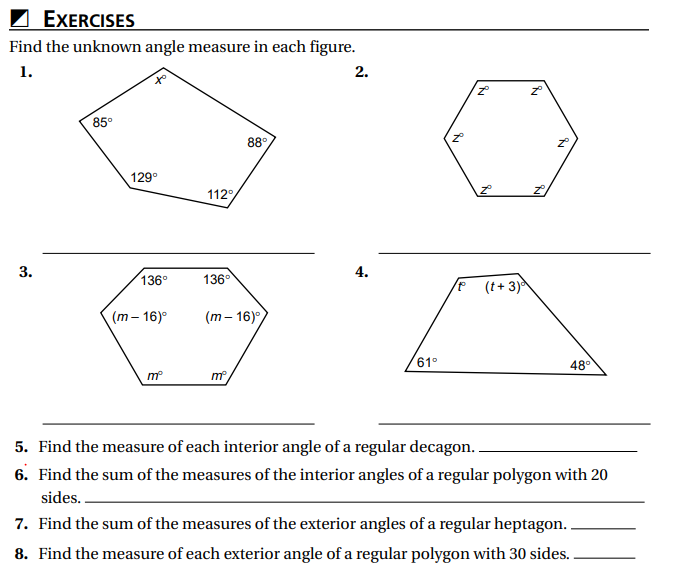 EXERCISES
Find the unknown angle measure in each figure.
1.
x°
85°
88°
129°
112°
2.
z° z°
z° z°
z° z°
3.
136° 136°
(m – 16)° (m – 16)°
m° m°
4.
t° (t + 3)°
61° 48°
5. Find the measure of each interior angle of a regular decagon.
6. Find the sum of the measures of the interior angles of a regular polygon with 20
sides.
7. Find the sum of the measures of the exterior angles of a regular heptagon.
8. Find the measure of each exterior angle of a regular polygon with 30 sides.